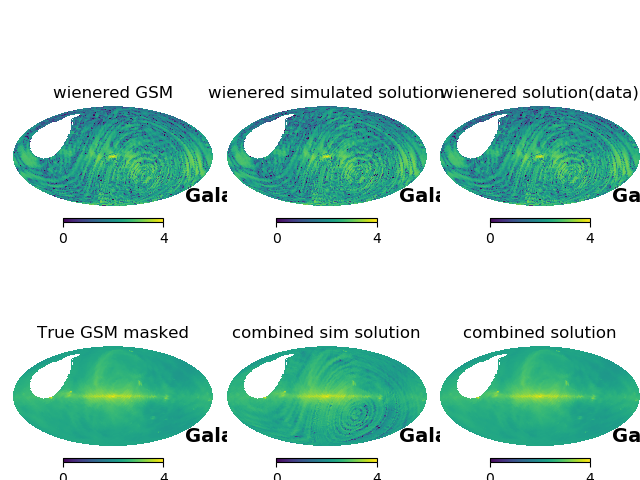 wienered GSM
wienered simulated solution
wienered solution(data)
Gala
Gala
Ga
0 4
0 4
0 4
True GSM masked
combined sim solution
combined solution
Gala
Gala
Ga
0 4
0 4
0 4